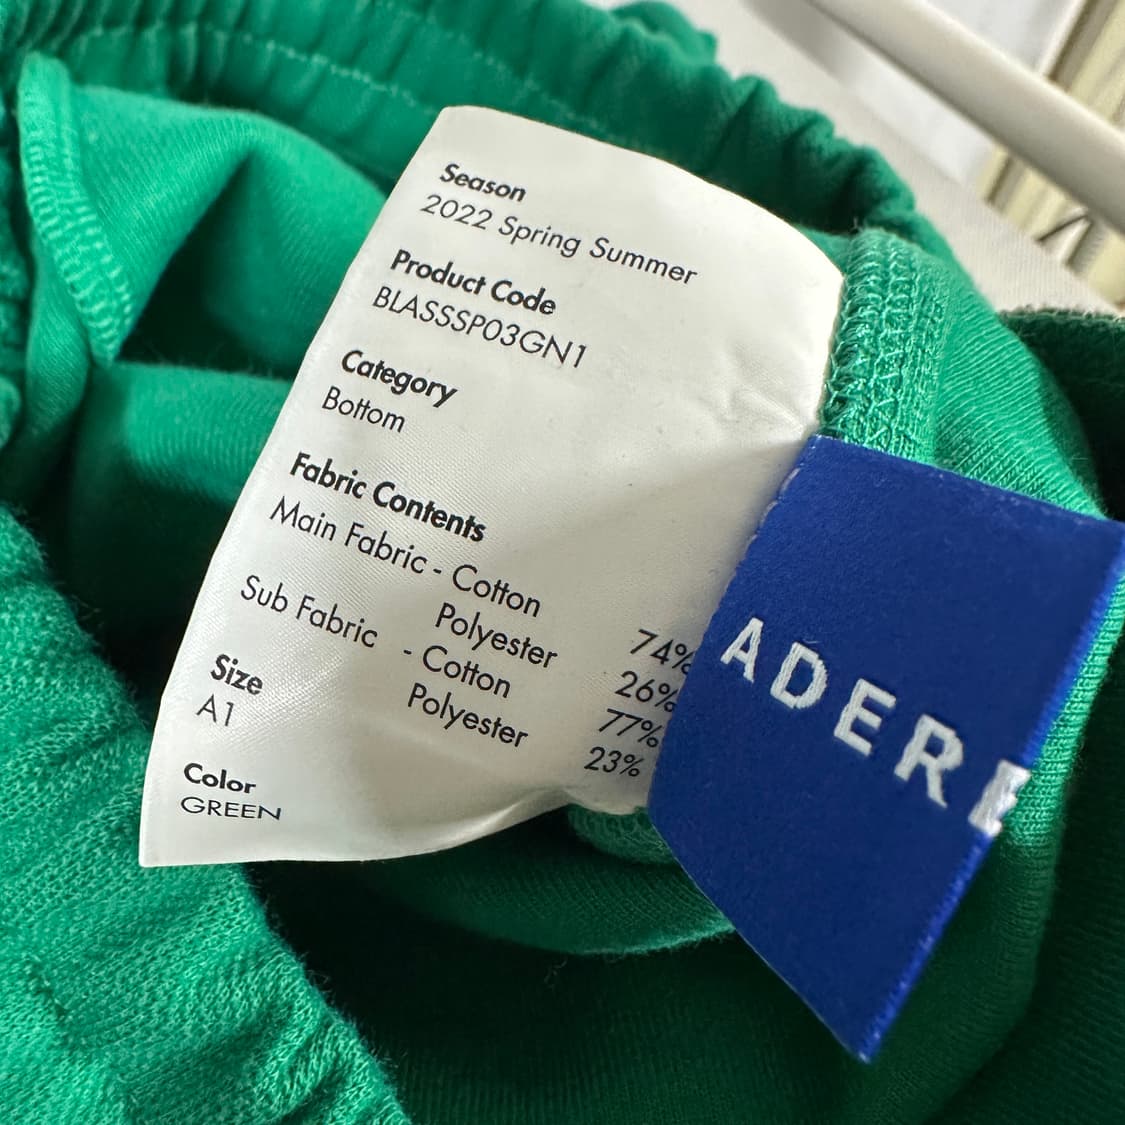 Season
2022 Spring Summer
Product Code
BLASSSP03GN1
Category
Bottom
Fabric Contents
Main Fabric - Cotton 74%
Polyester 26%
Sub Fabric - Cotton 77%
Polyester 23%
Size
A1
Color
GREEN
ADERE